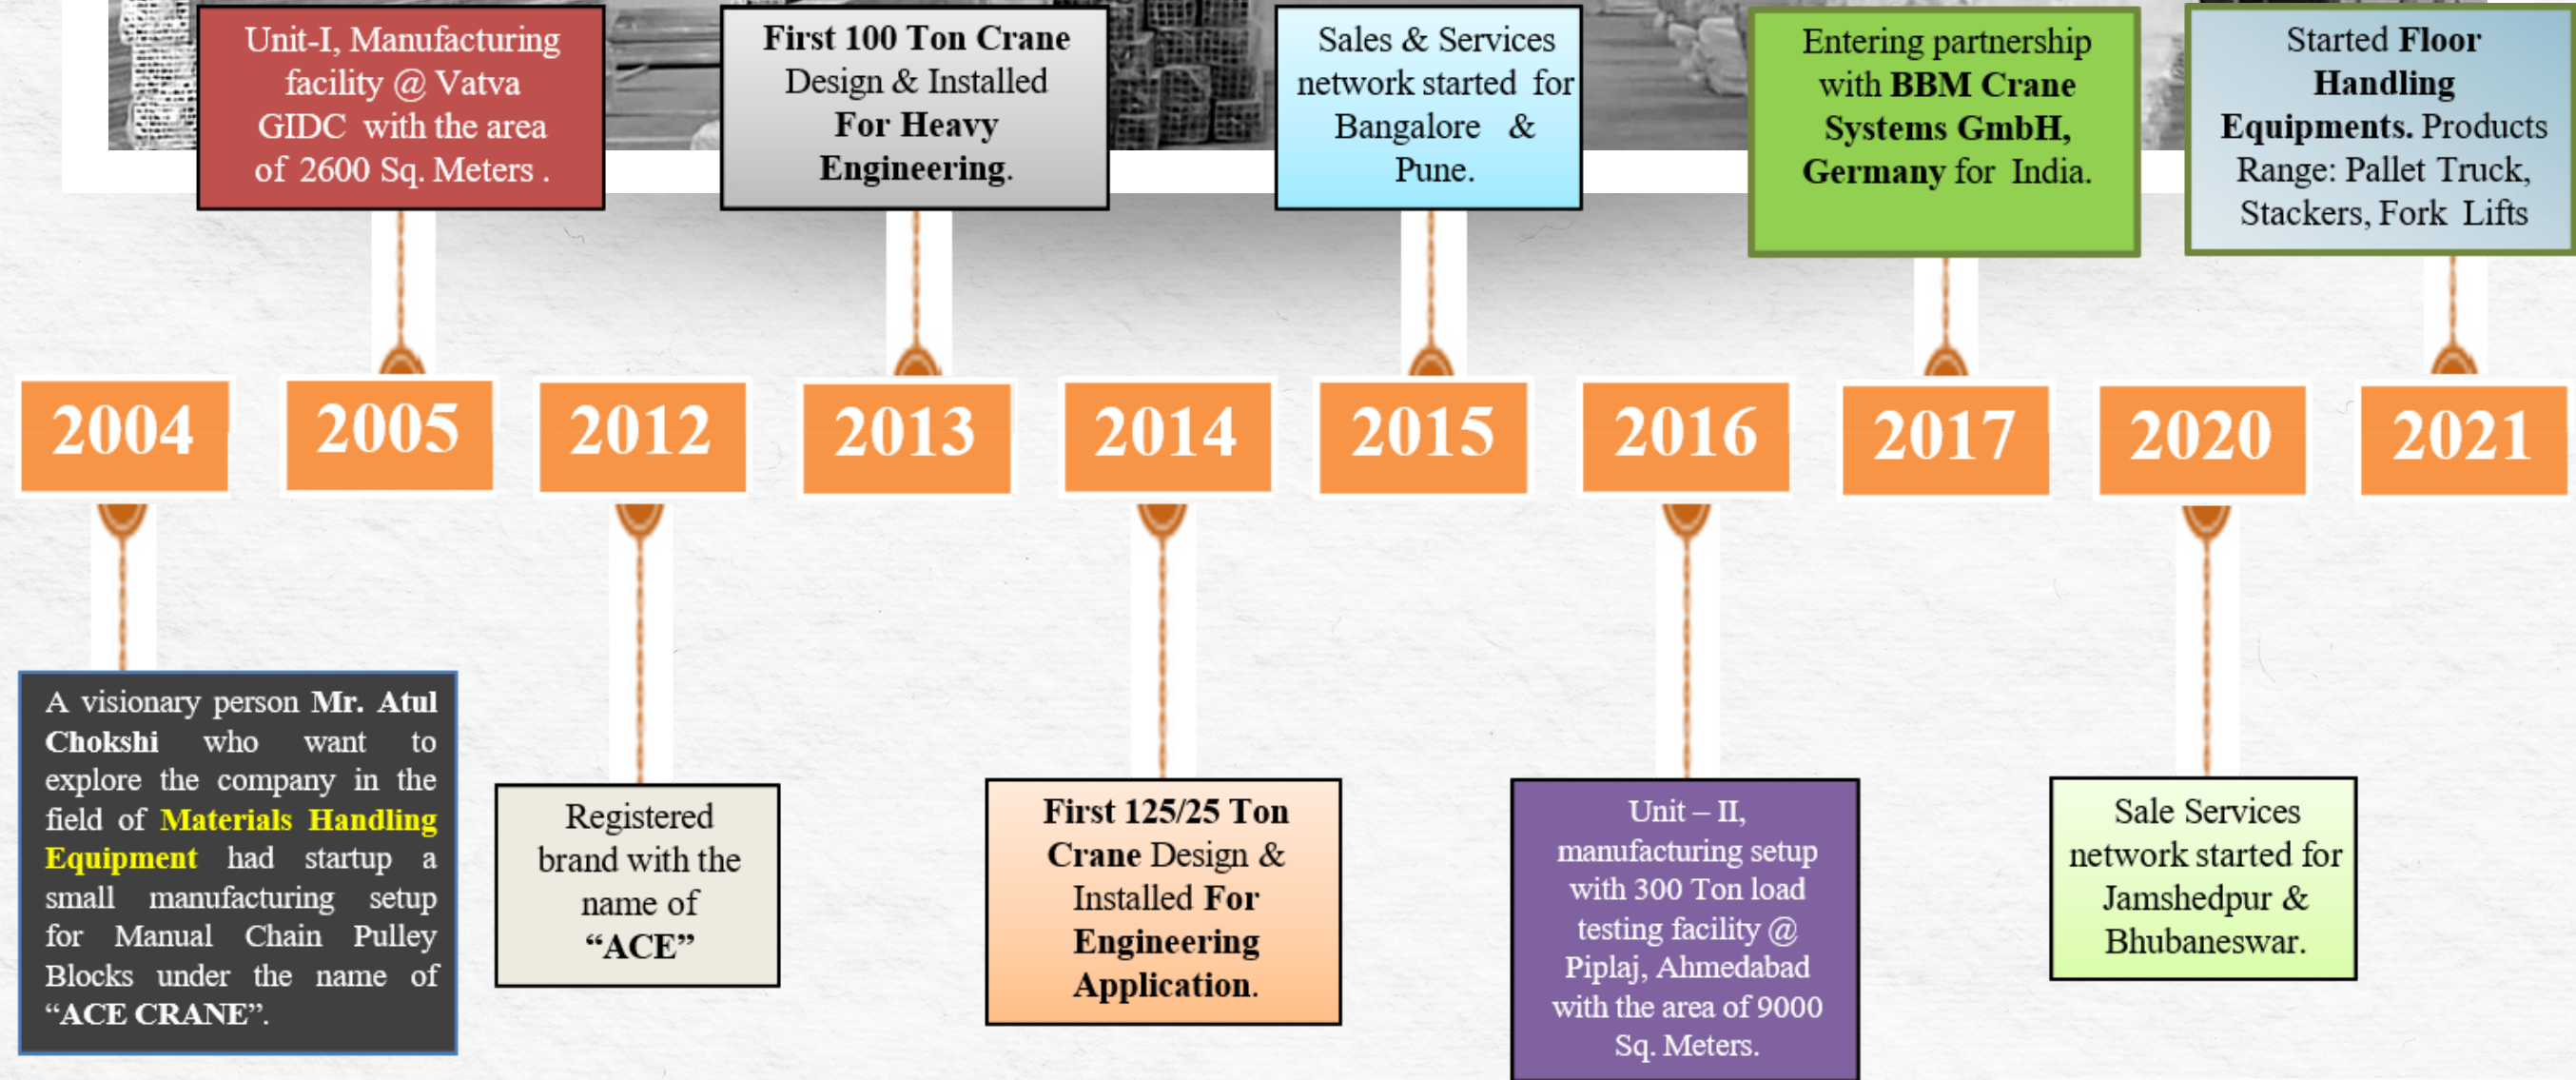 Unit-I, Manufacturing
facility @ Vatva
GIDC with the area
of 2600 Sq. Meters .
First 100 Ton Crane
Design & Installed
For Heavy
Engineering.
Sales & Services
network started for
Bangalore &
Pune.
Entering partnership
with BBM Crane
Systems GmbH,
Germany for India.
Started Floor
Handling
Equipments. Products
Range: Pallet Truck,
Stackers, Fork Lifts
2004
2005
2012
2013
2014
2015
2016
2017
2020
2021
A visionary person Mr. Atul
Chokshi who want to
explore the company in the
field of Materials Handling
Equipment had startup a
small manufacturing setup
for Manual Chain Pulley
Blocks under the name of
“ACE CRANE”.
Registered
brand with the
name of
“ACE”
First 125/25 Ton
Crane Design &
Installed For
Engineering
Application.
Unit – II,
manufacturing setup
with 300 Ton load
testing facility @
Piplaj, Ahmedabad
with the area of 9000
Sq. Meters.
Sale Services
network started for
Jamshedpur &
Bhubaneswar.